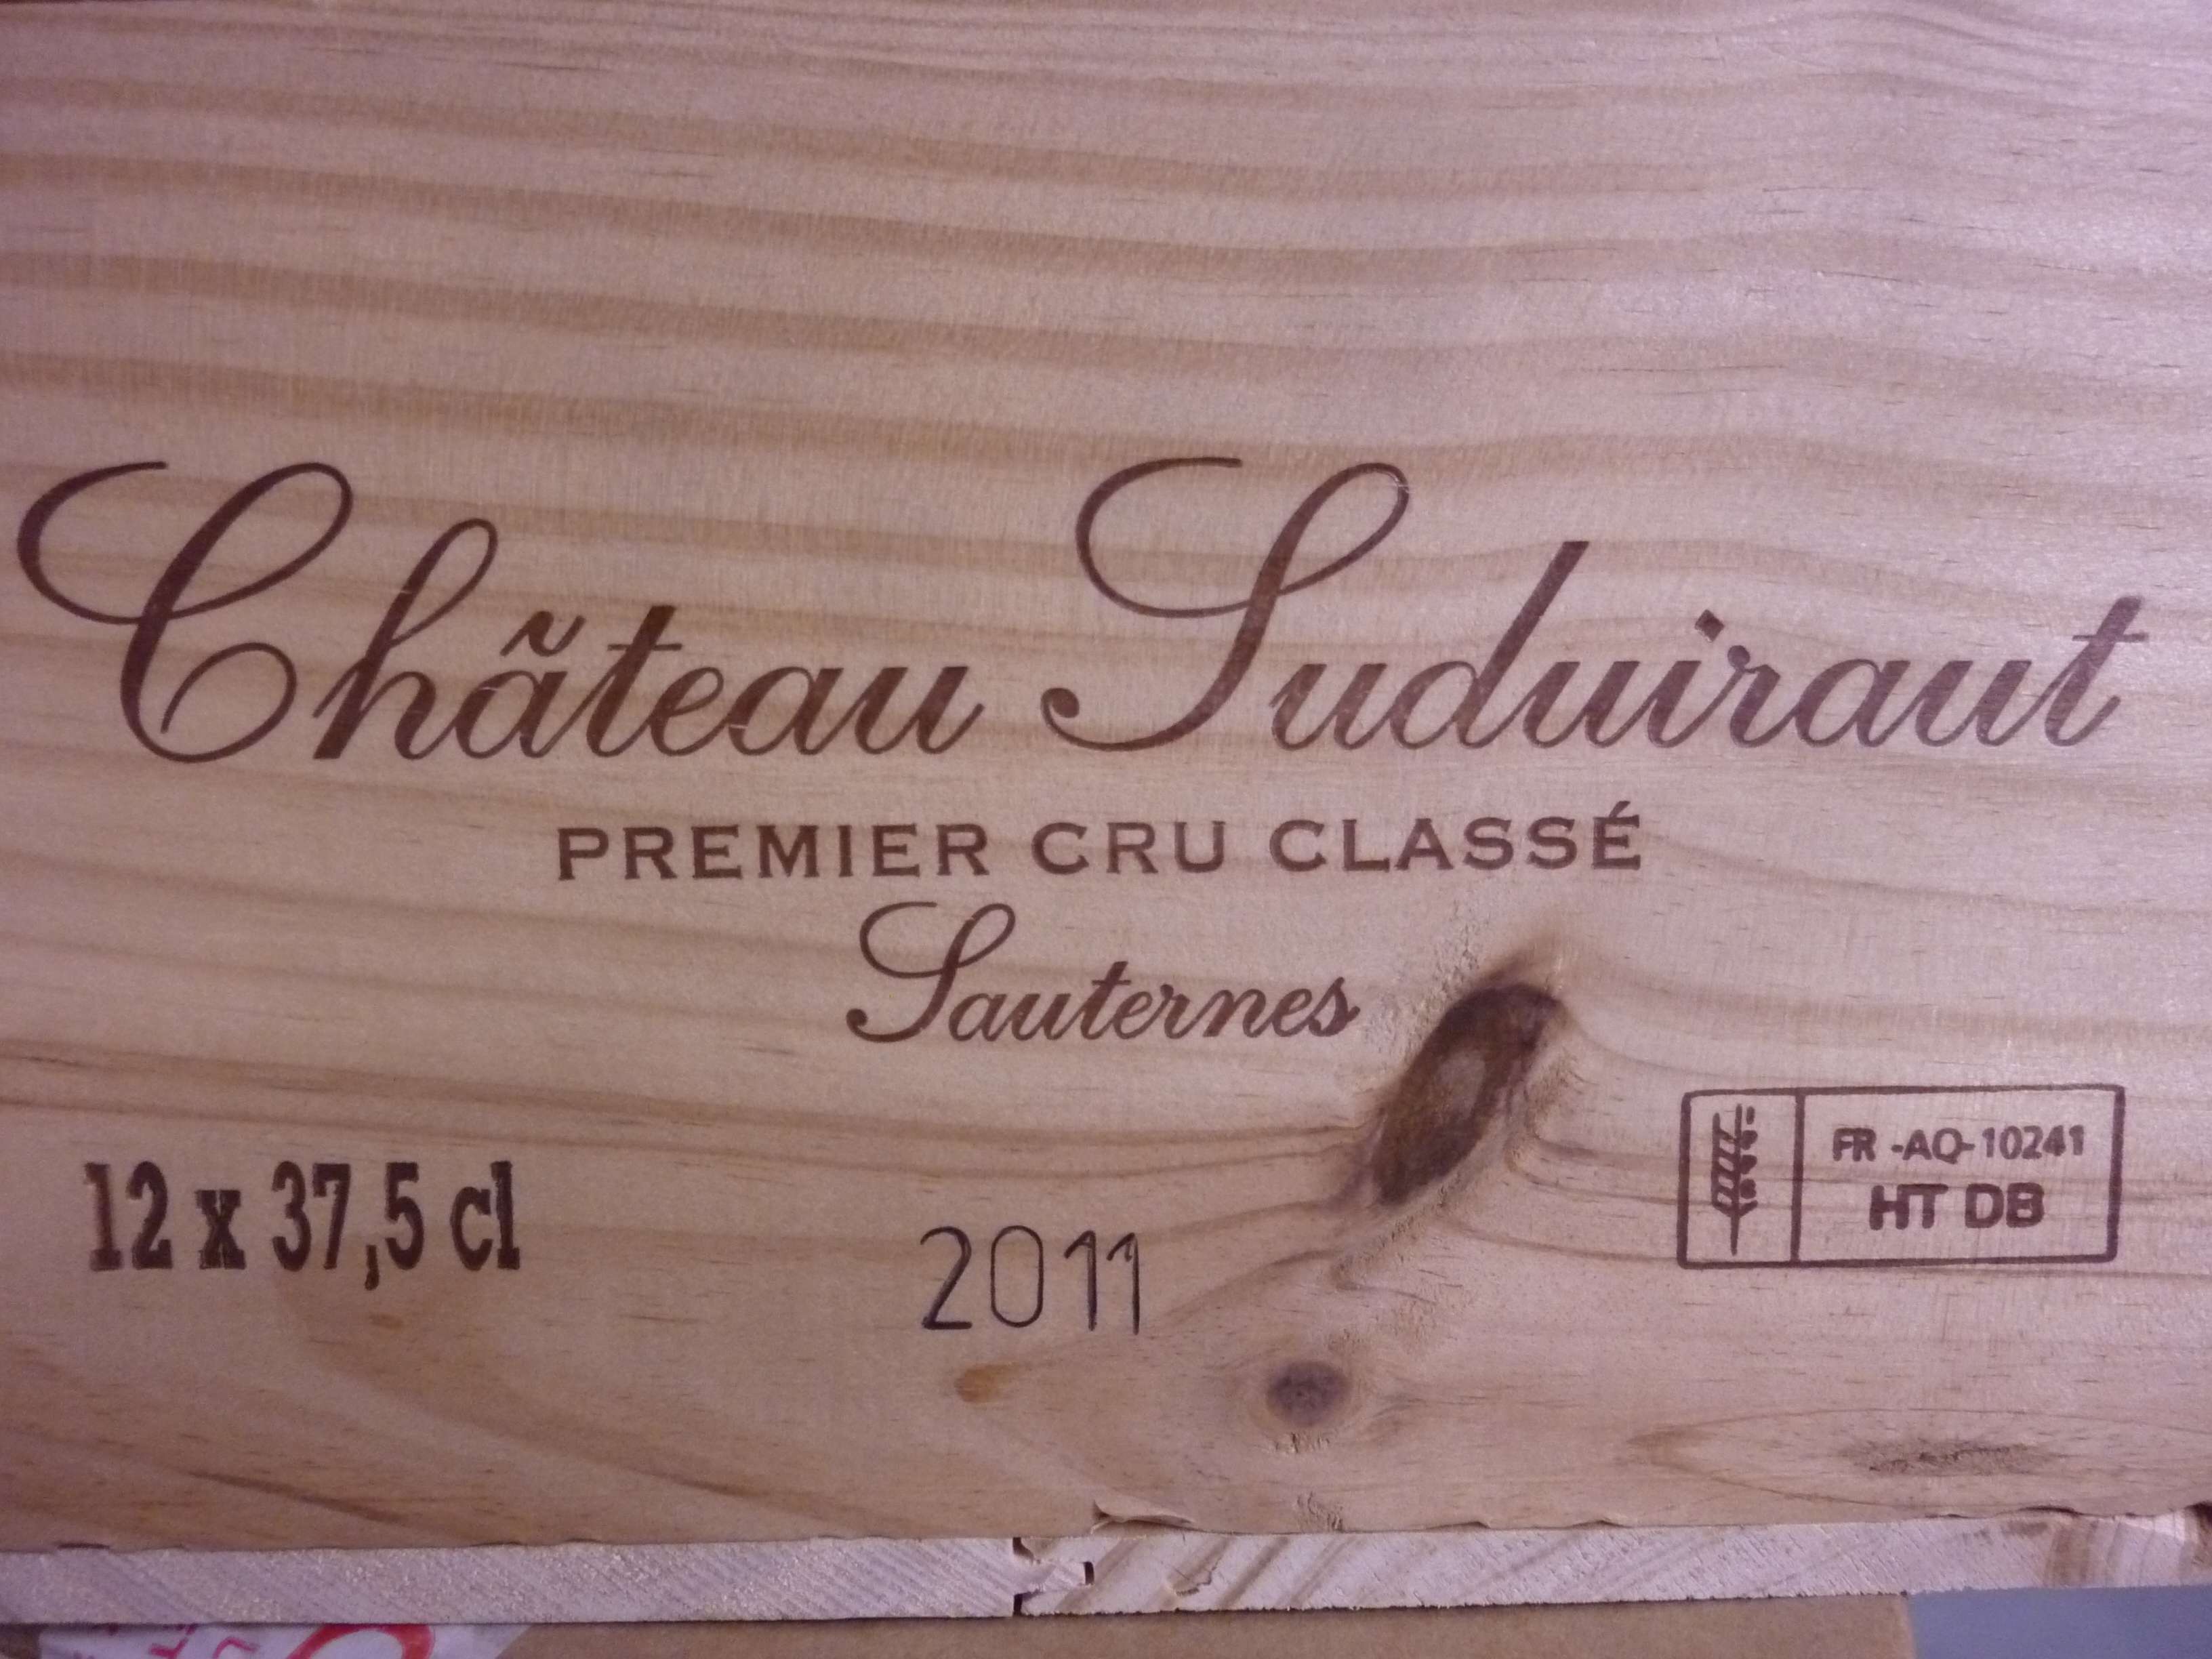 Château Suduiraut
PREMIER CRU CLASSÉ
Sauternes
12 x 37,5 cl
2011
FR -AQ-10241
HT DB